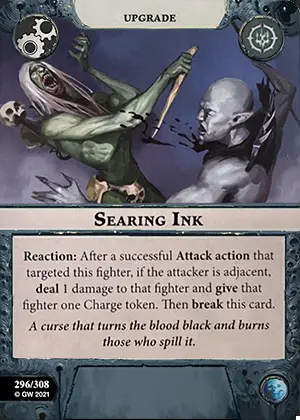 UPGRADE
SEARING INK
Reaction: After a successful Attack action that
targeted this fighter, if the attacker is adjacent,
deal 1 damage to that fighter and give that
fighter one Charge token. Then break this card.
A curse that turns the blood black and burns
those who spill it.
296/308
© GW 2021